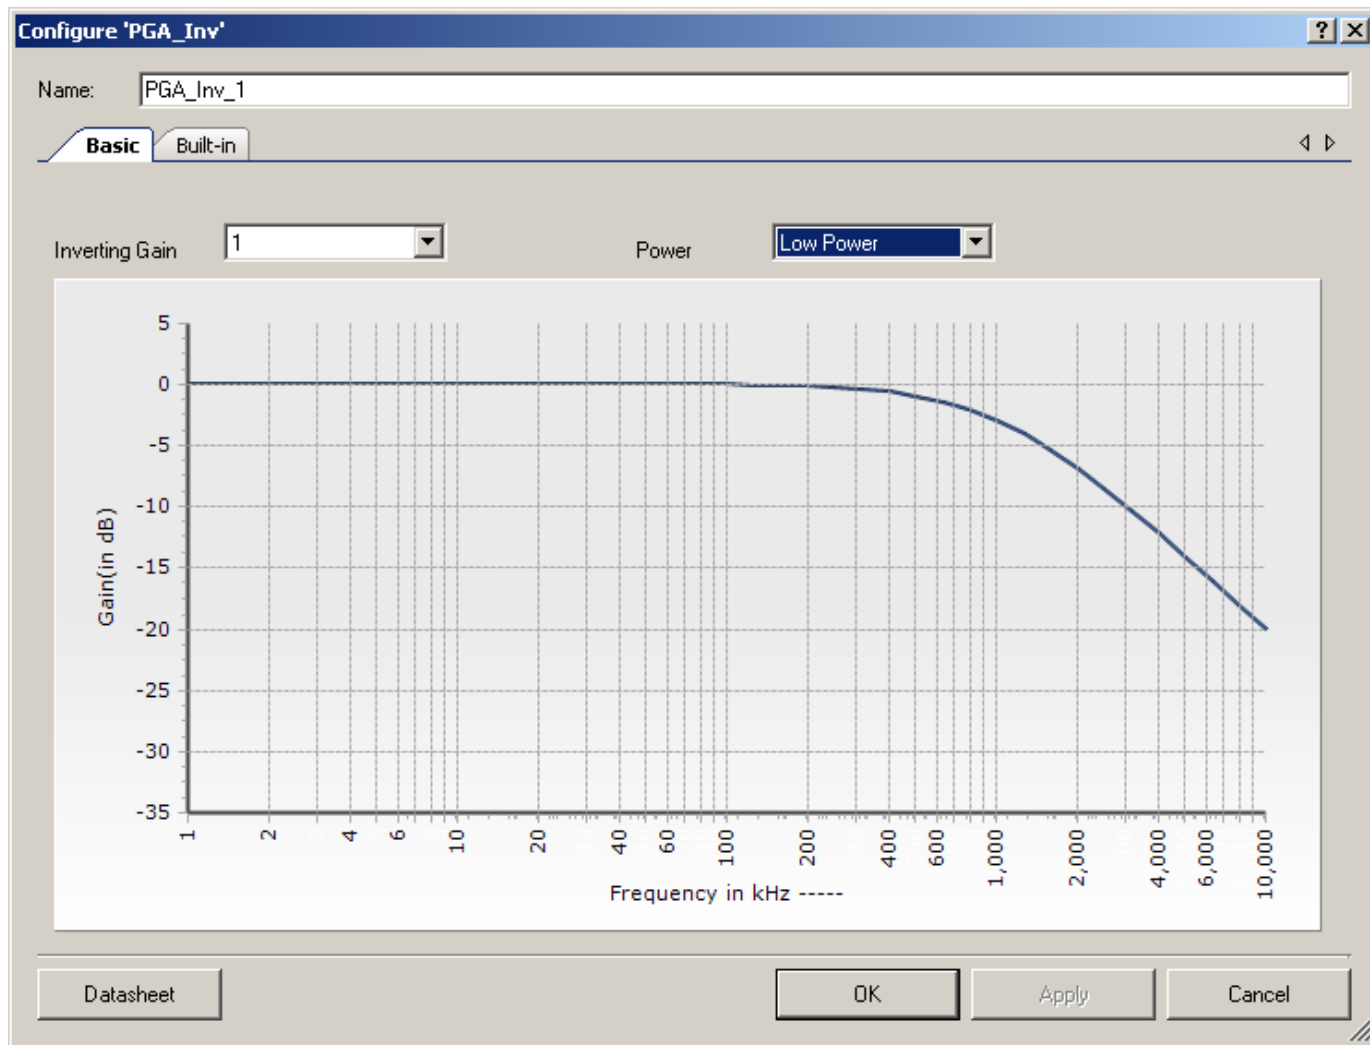 Configure 'PGA_Inv'
Name: PGA_Inv_1
Basic Built-in
Inverting Gain 1 Power Low Power
5
0
-5
-10
-15
-20
-25
-30
-35
Gain(in dB)
1 2 4 6 10 20 40 60 100 200 400 600 1,000 2,000 4,000 6,000 10,000
Frequency in kHz -----
Datasheet OK Apply Cancel